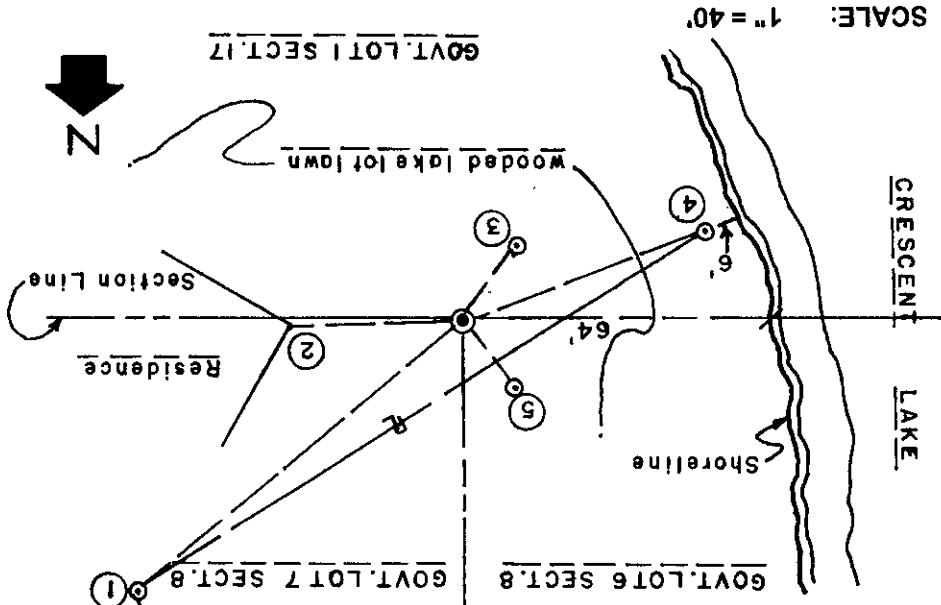 SCALE: 1" = 40'
GOVT. LOT 1 SECT. 17
N
Wooded lake lot lawn
CRESCENT LAKE
4
3
6'
Section Line
64'
2
Residence
5
PL
Shoreline
GOVT. LOT 6 SECT. 8
GOVT. LOT 7 SECT. 8
1